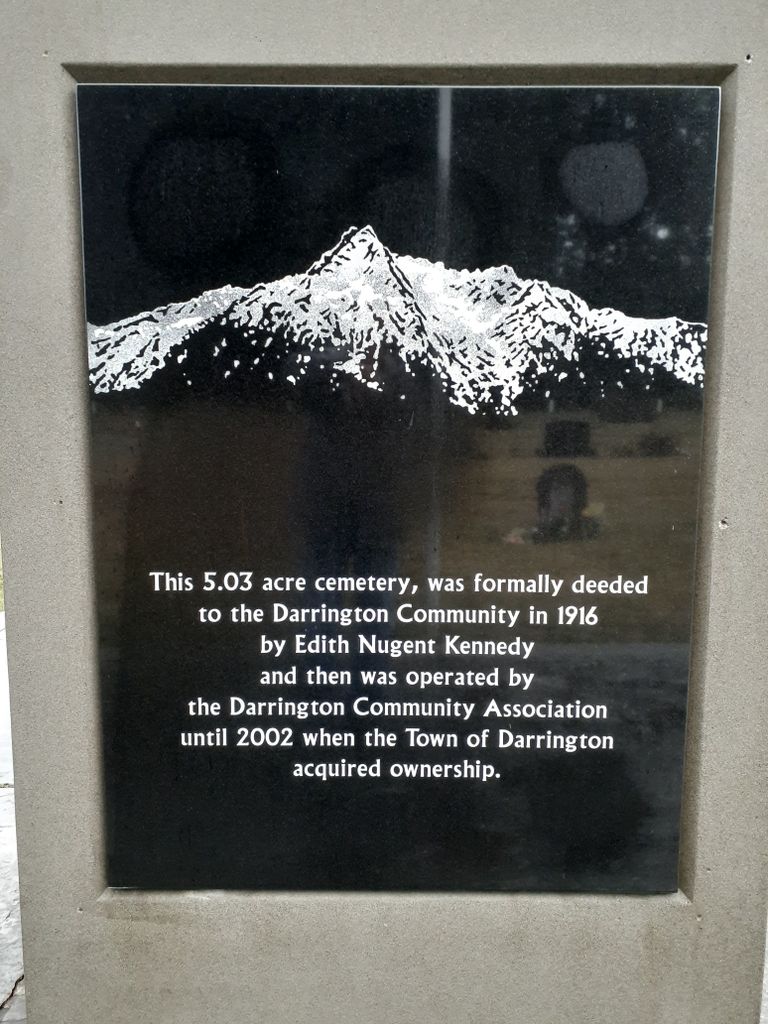 This 5.03 acre cemetery, was formally deeded
to the Darrington Community in 1916
by Edith Nugent Kennedy
and then was operated by
the Darrington Community Association
until 2002 when the Town of Darrington
acquired ownership.